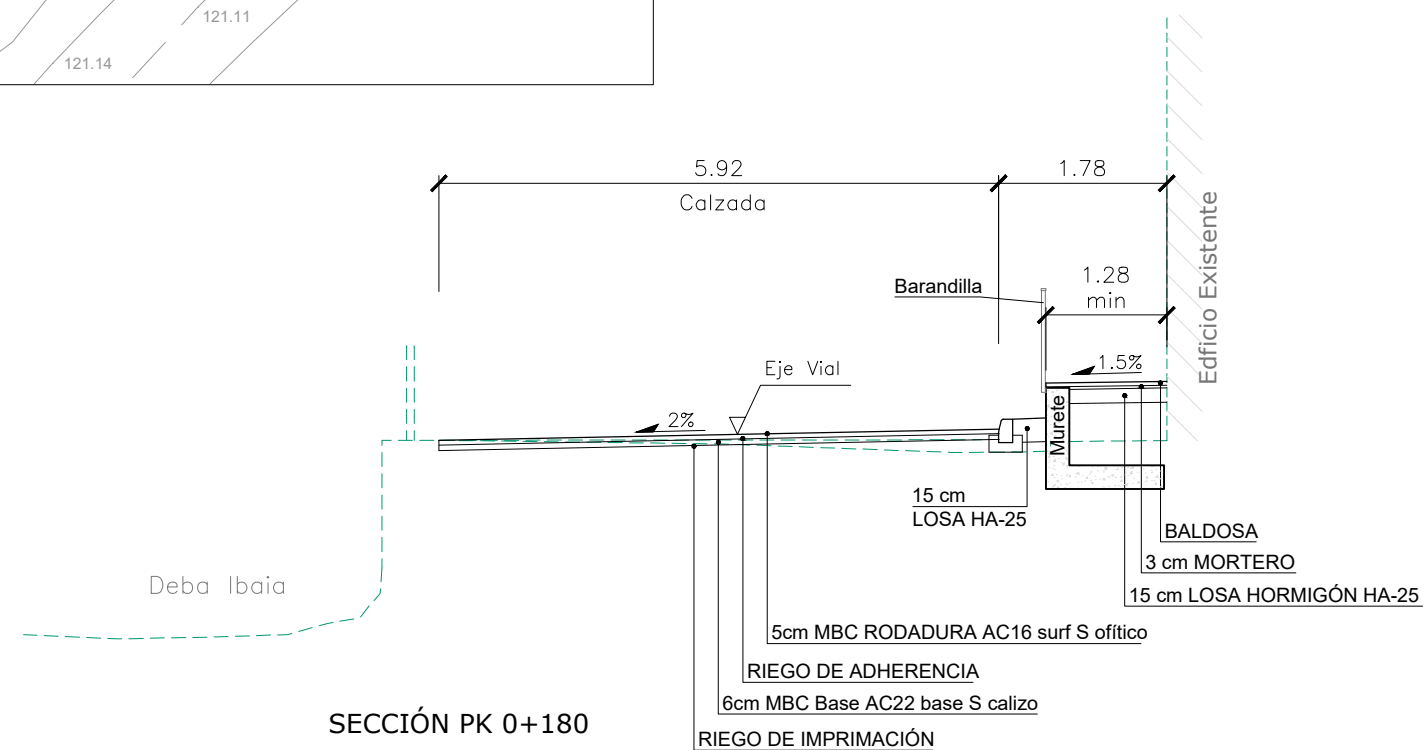 121.11
121.14
5.92
1.78
Calzada
Edficio Existente
1.28
min
Barandilla
1.5%
Eje Vial
2%
Murete
15 cm
LOSA HA-25
BALDOSA
3 cm MORTERO
15 cm LOSA HORMIGÓN HA-25
Deba Ibaia
5cm MBC RODADURA AC16 surf S ofítico
RIEGO DE ADHERENCIA
6cm MBC Base AC22 base S calizo
SECCIÓN PK 0+180
RIEGO DE IMPRIMACIÓN